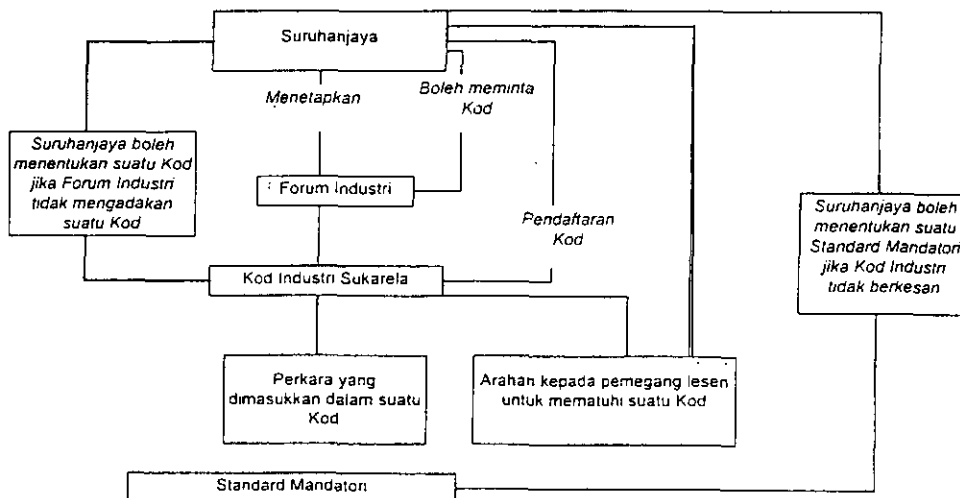 Suruhanjaya
Menetapkan
Boleh meminta
Kod
Suruhanjaya boleh
menentukan suatu Kod
jika Forum Industri
tidak mengadakan
suatu Kod
Forum Industri
Pendaftaran
Kod
Suruhanjaya boleh
menentukan suatu
Standard Mandatori
jika Kod Industri
tidak berkesan
Kod Industri Sukarela
Perkara yang
dimasukkan dalam suatu
Kod
Arahan kepada pemegang lesen
untuk mematuhi suatu Kod
Standard Mandatori